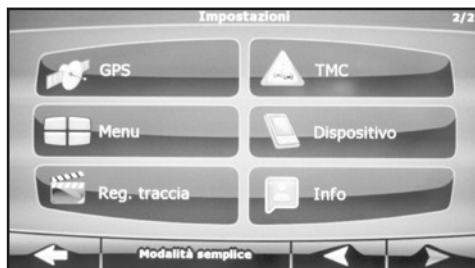 Impostazioni 2/2
GPS TMC
Menu Dispositivo
Reg. traccia Info
Modalità semplice